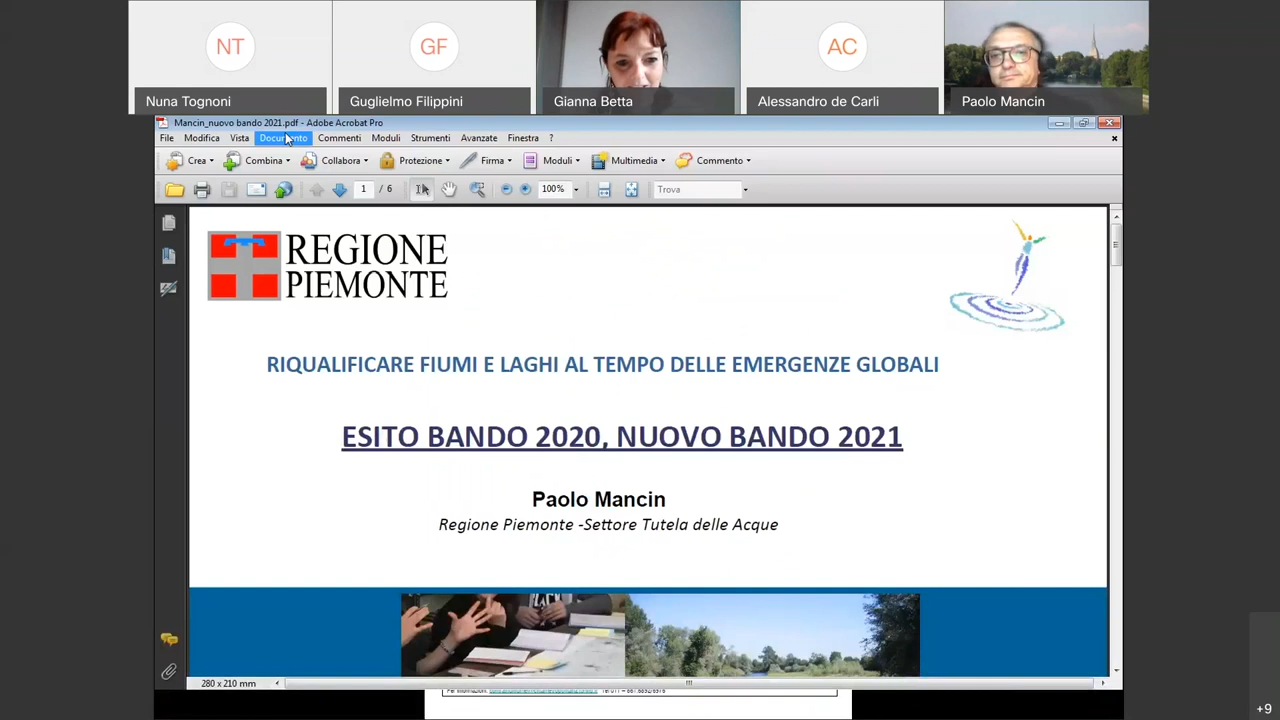 NT
GF
AC
Nuna Tognoni
Guglielmo Filippini
Gianna Betta
Alessandro de Carli
Paolo Mancin
Mancin_nuovo bando 2021.pdf - Adobe Acrobat Pro
File Modifica Vista Documento Commenti Moduli Strumenti Avanzate Finestra ?
Crea Combina Collabora Protezione Firma Moduli Multimedia Commento
1 / 6 100% Trova
REGIONE
PIEMONTE
RIQUALIFICARE FIUMI E LAGHI AL TEMPO DELLE EMERGENZE GLOBALI
ESITO BANDO 2020, NUOVO BANDO 2021
Paolo Mancin
Regione Piemonte -Settore Tutela delle Acque
280 x 210 mm
+9